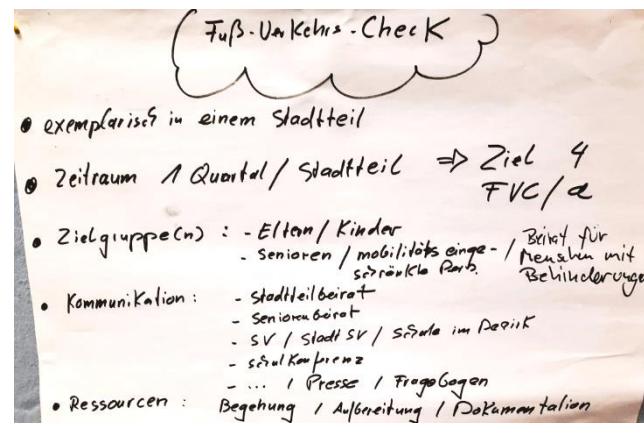 Fuß-Verkehrs-Check
• exemplarisch in einem Stadtteil
• Zeitraum 1 Quartal / Stadtteil ⇒ Ziel 4
FVC/a
• Zielgruppe(n) : - Eltern / Kinder
- Senioren / mobilitäts einge- / Beirat für
schränkte Pers. Menschen mit
Behinderunge
• Kommunikation : - Stadtteilbeirat
- Seniorenbeirat
- SV / Stadt SV / Schule im Bezirk
- Schulkonferenz
- ... / Presse / Fragebogen
• Ressourcen : Begehung / Aufbereitung / Dokumentation